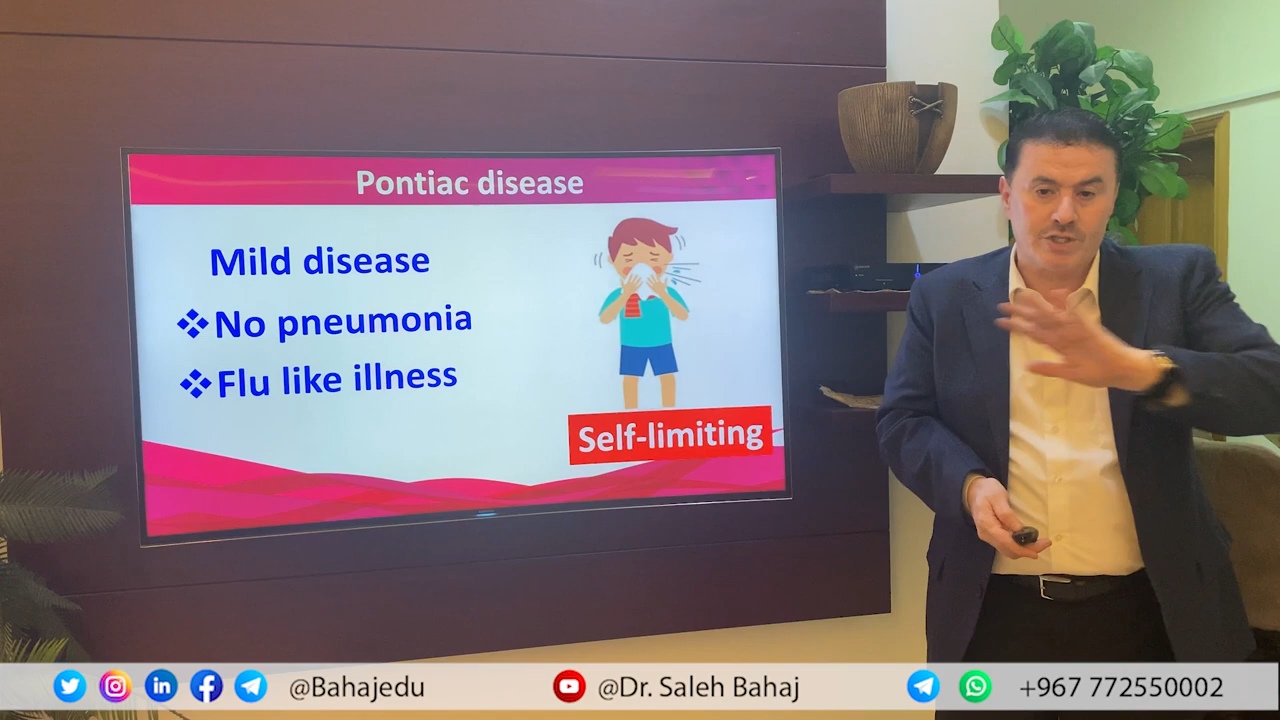 Pontiac disease
Mild disease
❖No pneumonia
❖Flu like illness
Self-limiting
@Bahajedu
@Dr. Saleh Bahaj
+967 772550002